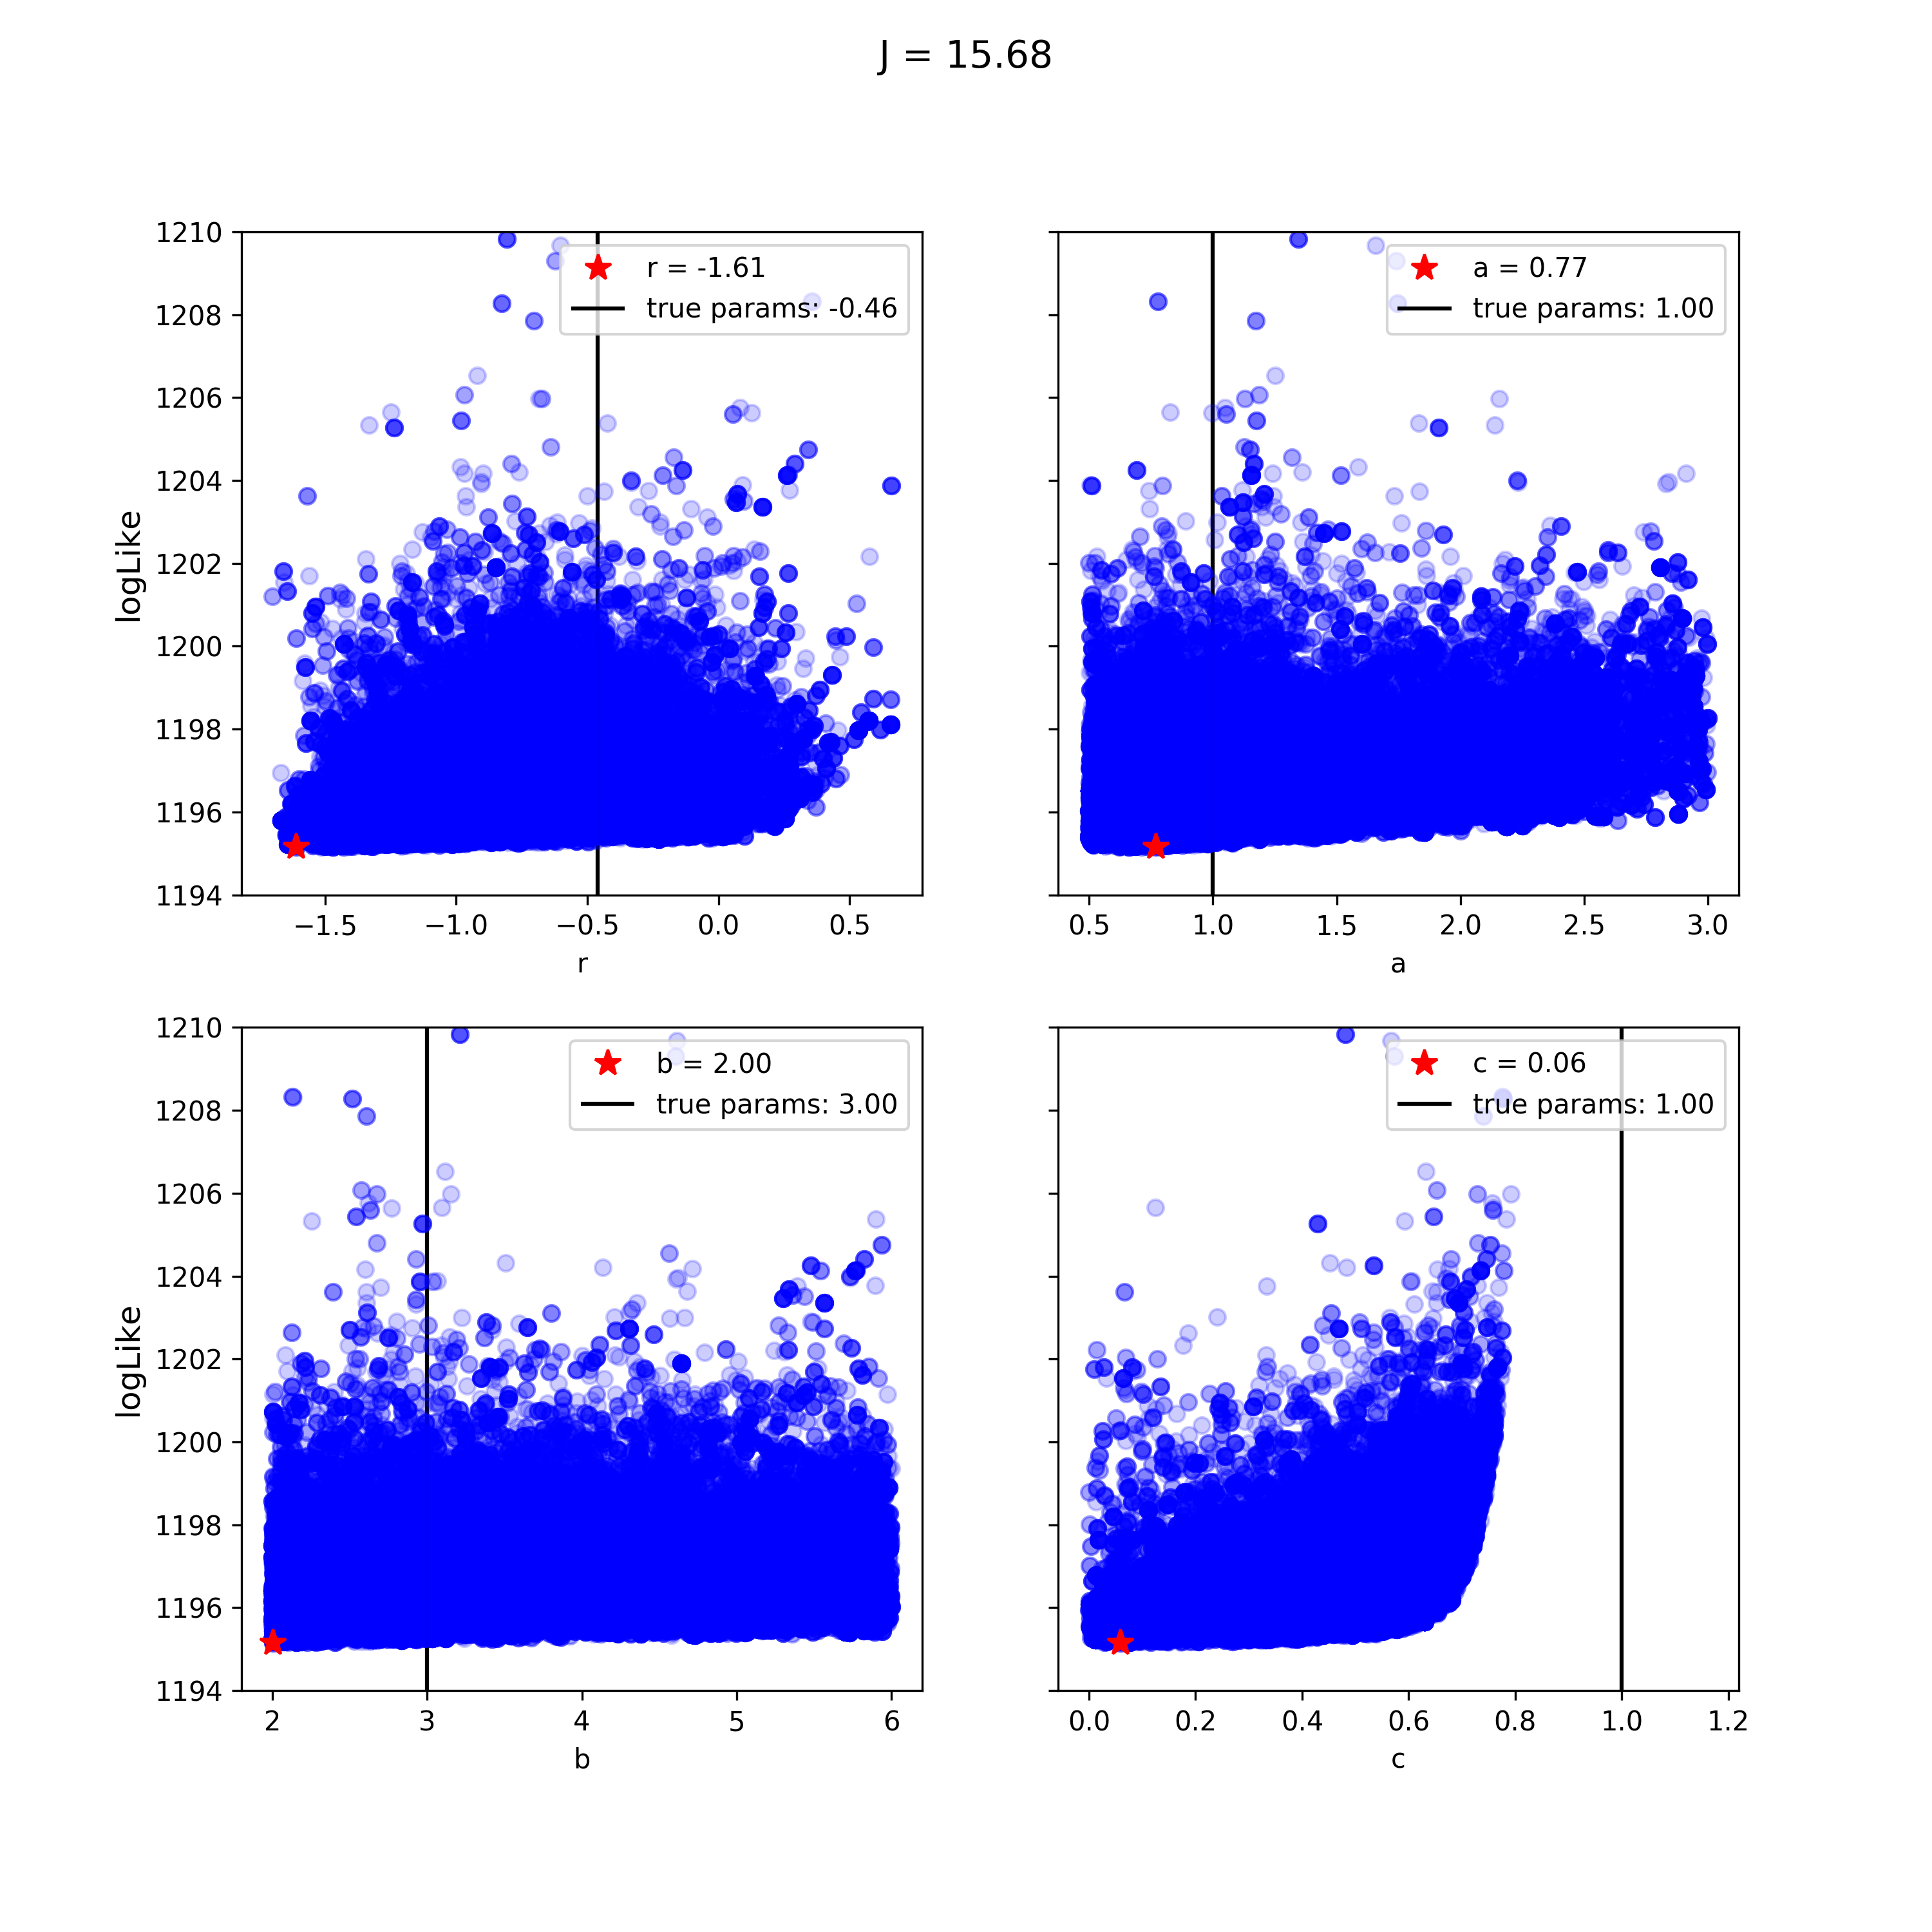 J = 15.68
1210
1208
1206
1204
1202
1200
1198
1196
1194
logLike
r = -1.61
true params: -0.46
−1.5 −1.0 −0.5 0.0 0.5
r
a = 0.77
true params: 1.00
0.5 1.0 1.5 2.0 2.5 3.0
a
1210
1208
1206
1204
1202
1200
1198
1196
1194
logLike
b = 2.00
true params: 3.00
2 3 4 5 6
b
c = 0.06
true params: 1.00
0.0 0.2 0.4 0.6 0.8 1.0 1.2
c